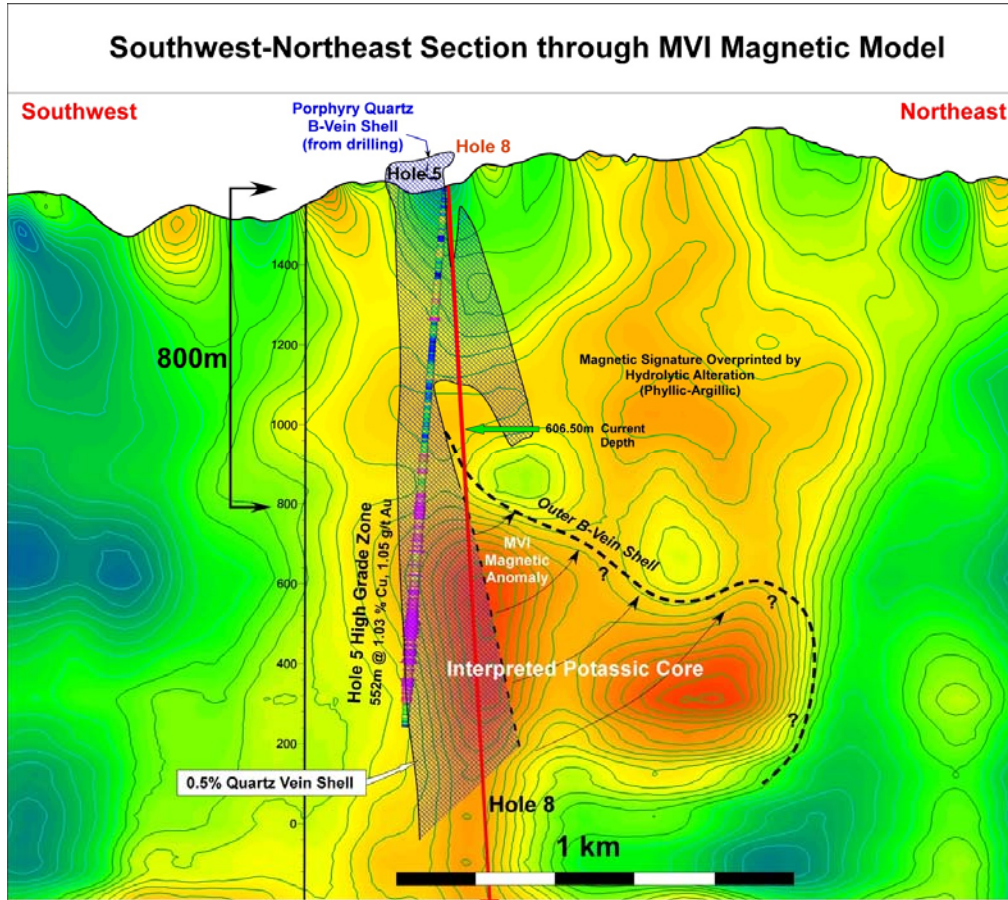 Southwest-Northeast Section through MVI Magnetic Model
Southwest
Northeast
Porphyry Quartz
B-Vein Shell
(from drilling)
Hole 8
Hole 5
1400
1200
1000
800
600
400
200
0
800m
Magnetic Signature Overprinted by
Hydrolytic Alteration
(Phyllic-Argillic)
606.50m Current
Depth
Outer B-Vein Shell
MVI
Magnetic
Anomaly
?
?
?
Hole 5 High-Grade Zone
552m @ 1.03 % Cu, 1.05 g/t Au
Interpreted Potassic Core
0.5% Quartz Vein Shell
Hole 8
1 km